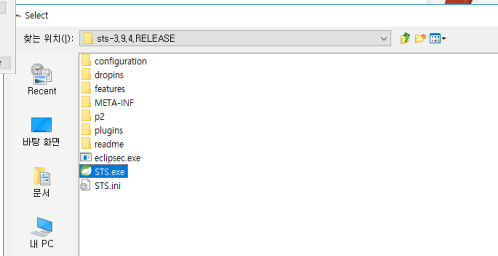 Select
찾는 위치(I):
sts-3,9,4,RELEASE
configuration
dropins
features
META-INF
p2
plugins
readme
eclipsec.exe
STS.exe
STS.ini
Recent
바탕 화면
문서
내 PC